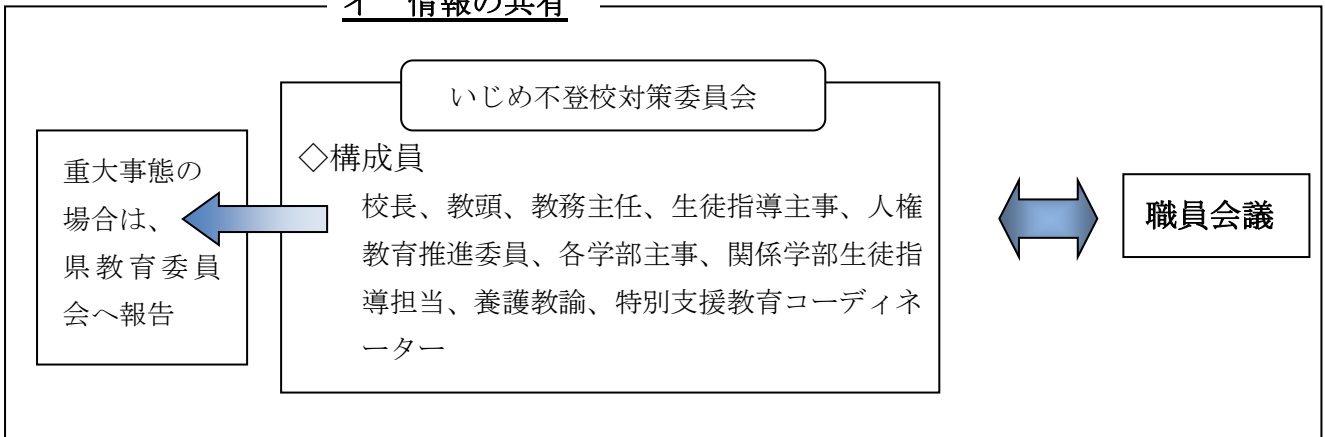 イ 情報の共有
いじめ不登校対策委員会
重大事態の
場合は、
県教育委員
会へ報告
◇構成員
校長、教頭、教務主任、生徒指導主事、人権
教育推進委員、各学部主事、関係学部生徒指
導担当、養護教諭、特別支援教育コーディネ
ーター
職員会議